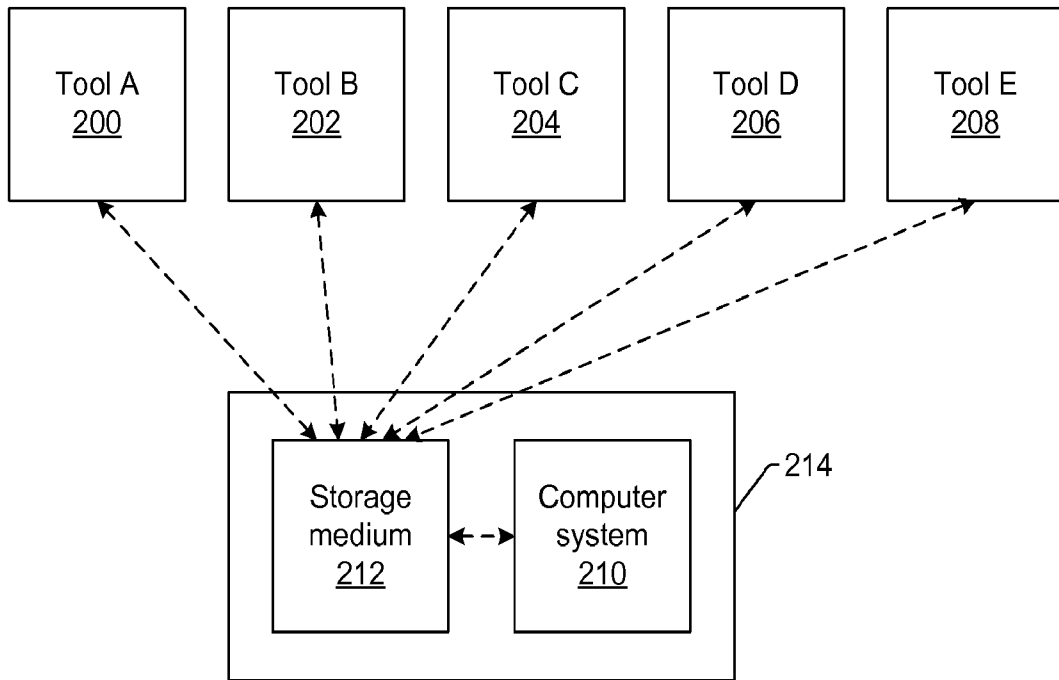 Tool A
200
Tool B
202
Tool C
204
Tool D
206
Tool E
208
214
Storage
medium
212
Computer
system
210